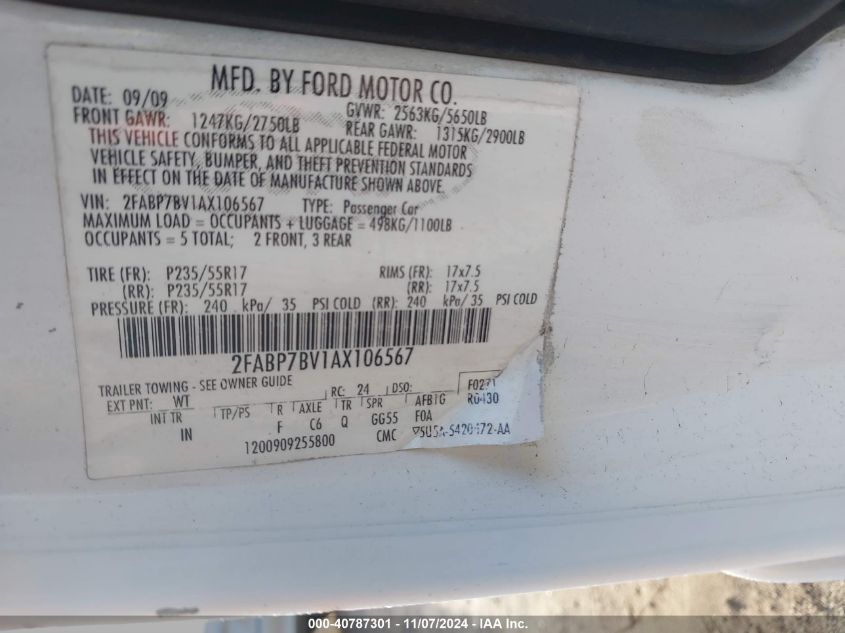 MFD. BY FORD MOTOR CO.
DATE: 09/09 GVWR: 2563KG/5650LB
FRONT GAWR: 1247KG/2750LB REAR GAWR: 1315KG/2900LB
THIS VEHICLE CONFORMS TO ALL APPLICABLE FEDERAL MOTOR
VEHICLE SAFETY, BUMPER, AND THEFT PREVENTION STANDARDS
IN EFFECT ON THE DATE OF MANUFACTURE SHOWN ABOVE.
VIN: 2FABP7BV1AX106567 TYPE: Passenger Car
MAXIMUM LOAD = OCCUPANTS + LUGGAGE = 498KG/1100LB
OCCUPANTS = 5 TOTAL; 2 FRONT, 3 REAR
TIRE (FR): P235/55R17 RIMS (FR): 17x7.5
(RR): P235/55R17 (RR): 17x7.5
PRESSURE (FR): 240 kPa/ 35 PSI COLD (RR): 240 kPa/ 35 PSI COLD
2FABP7BV1AX106567
TRAILER TOWING - SEE OWNER GUIDE
EXT PNT: WT RC: 24 DSO: F0271
INT TR TP/PS R AXLE TR SPR AFB1G R0430
IN F C6 Q GG55 F0A
1200909255800 CMC
000-40787301 - 11/07/2024 - IAA Inc.